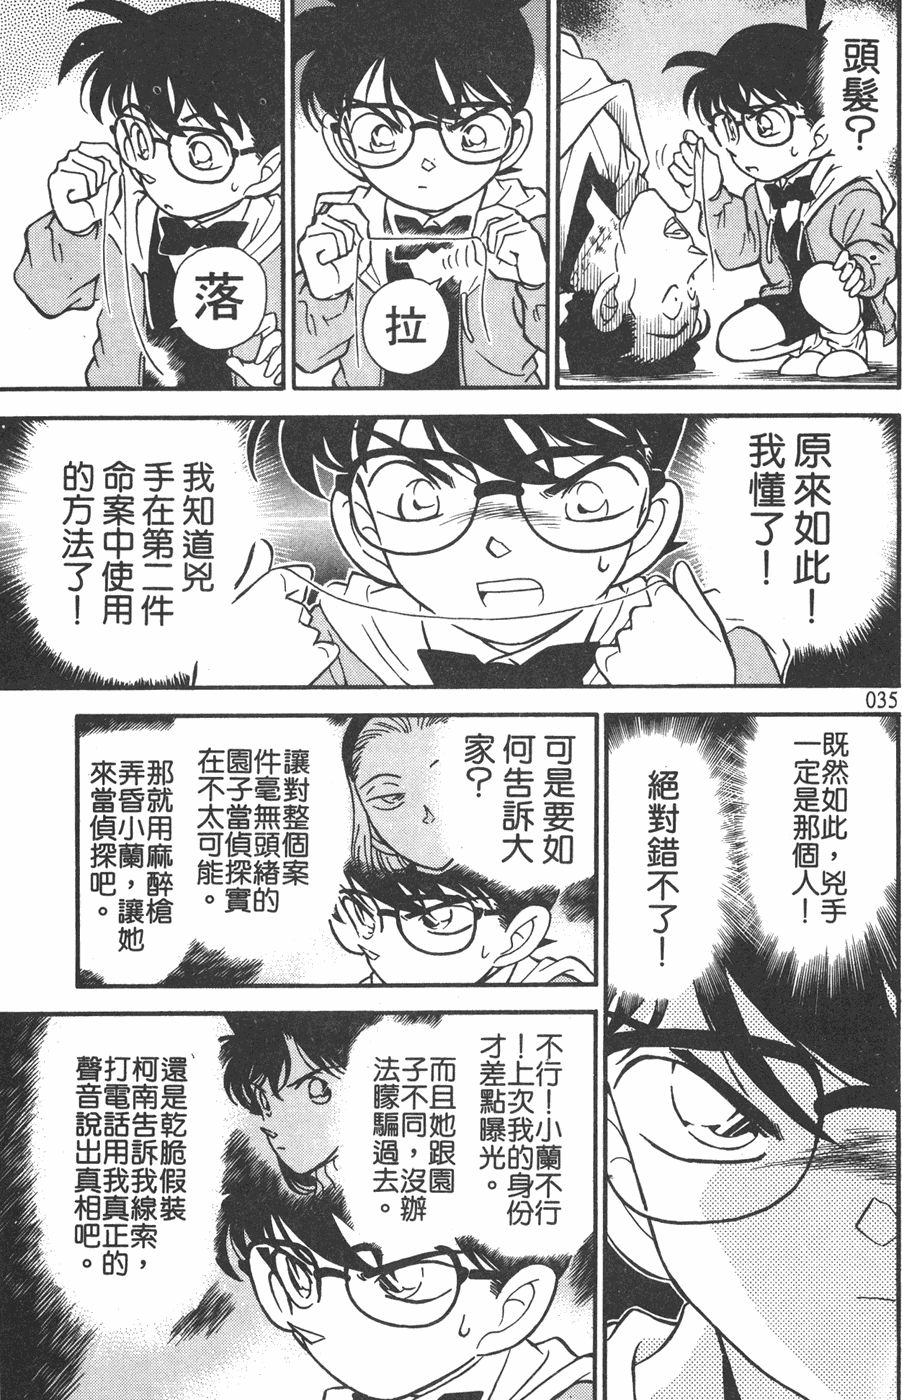 頭髮？
拉
落
原來如此！
我懂了！
我知道兇
手在第二件
命案中使用
的方法了！
035
既然如此，兇手
一定是那個人！
絕對錯不了！
可是要如
何告訴大
家？
讓對整個案
件毫無頭緒的
園子當偵探實
在不太可能。
那就用麻醉槍
弄昏小蘭，讓她
來當偵探吧。
不行！小蘭不行
！上次我的身份
才差點曝光。
而且她跟園
子不同，沒辦
法矇騙過去。
還是乾脆假裝
柯南告訴我線索，
打電話用我真正的
聲音說出真相吧。